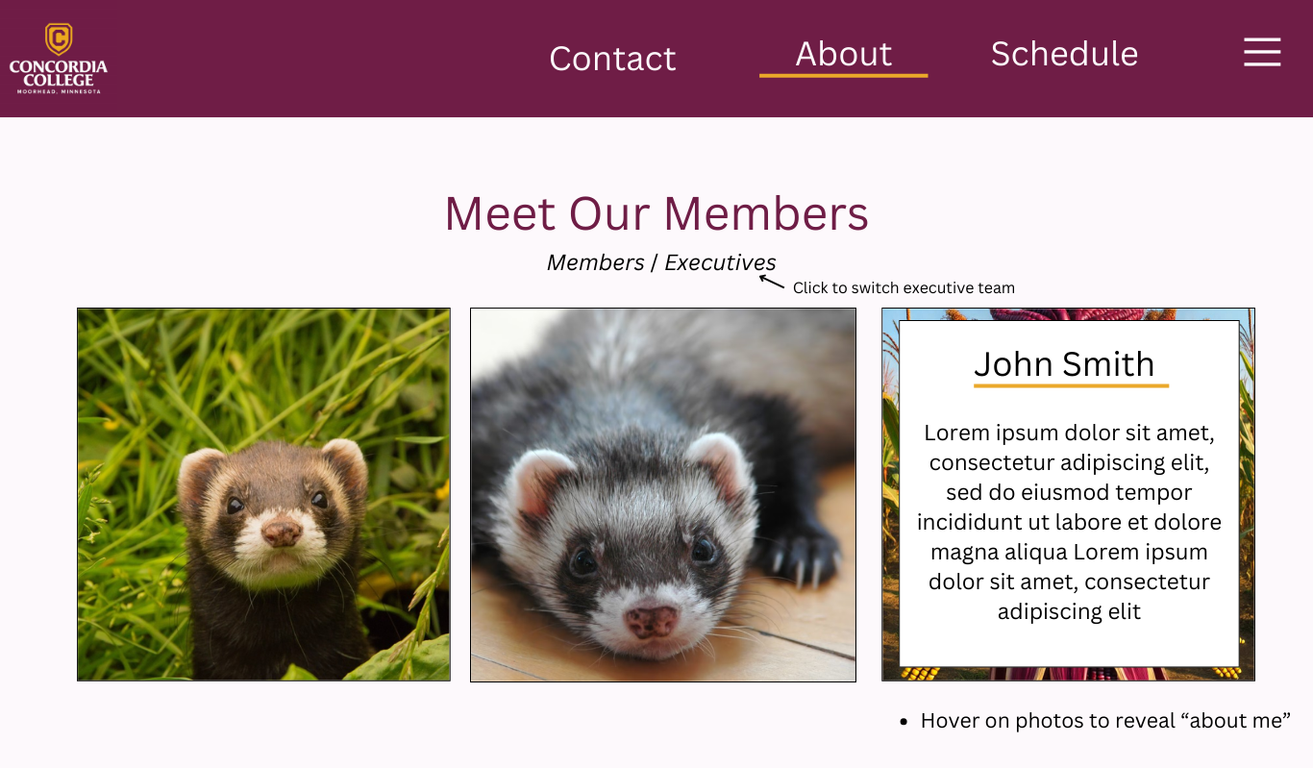 CONCORDIA
COLLEGE
MOORHEAD, MINNESOTA
Contact
About
Schedule
Meet Our Members
Members / Executives
Click to switch executive team
John Smith
Lorem ipsum dolor sit amet,
consectetur adipiscing elit,
sed do eiusmod tempor
incididunt ut labore et dolore
magna aliqua Lorem ipsum
dolor sit amet, consectetur
adipiscing elit
• Hover on photos to reveal “about me”